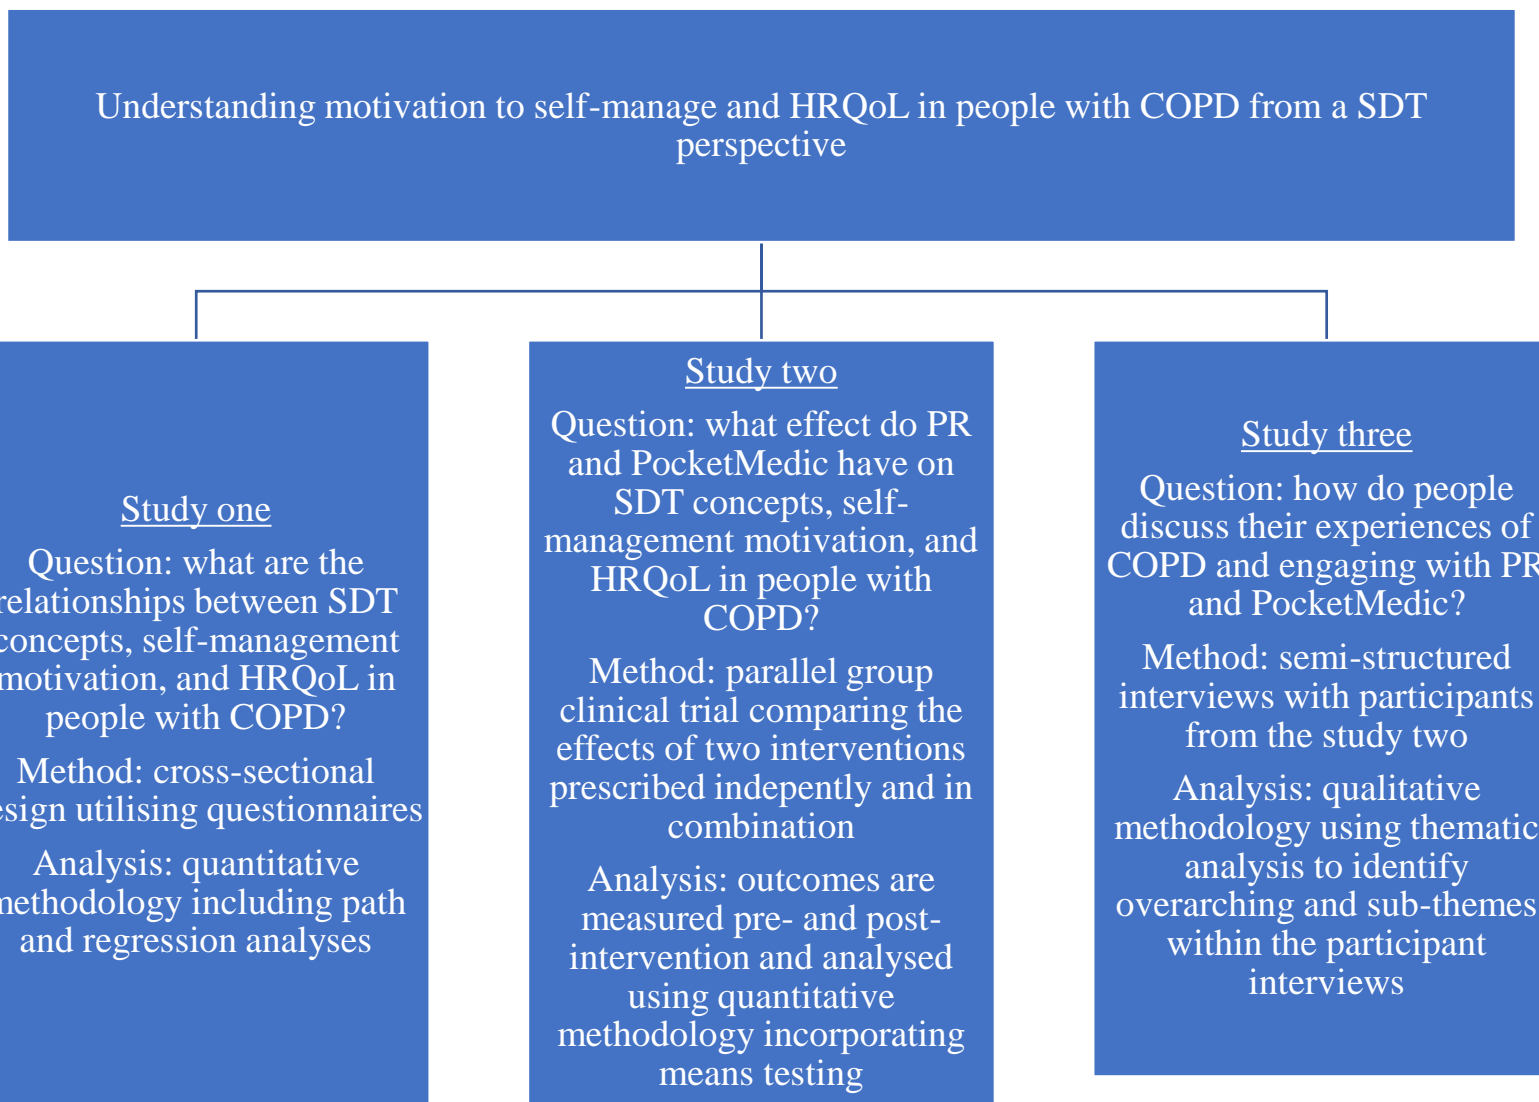 Understanding motivation to self-manage and HRQoL in people with COPD from a SDT
perspective
Study one
Question: what are the
relationships between SDT
concepts, self-management
motivation, and HRQoL in
people with COPD?
Method: cross-sectional
esign utilising questionnaires
Analysis: quantitative
methodology including path
and regression analyses
Study two
Question: what effect do PR
and PocketMedic have on
SDT concepts, self-
management motivation, and
HRQoL in people with
COPD?
Method: parallel group
clinical trial comparing the
effects of two interventions
prescribed indepently and in
combination
Analysis: outcomes are
measured pre- and post-
intervention and analysed
using quantitative
methodology incorporating
means testing
Study three
Question: how do people
discuss their experiences of
COPD and engaging with PR
and PocketMedic?
Method: semi-structured
interviews with participants
from the study two
Analysis: qualitative
methodology using thematic
analysis to identify
overarching and sub-themes
within the participant
interviews